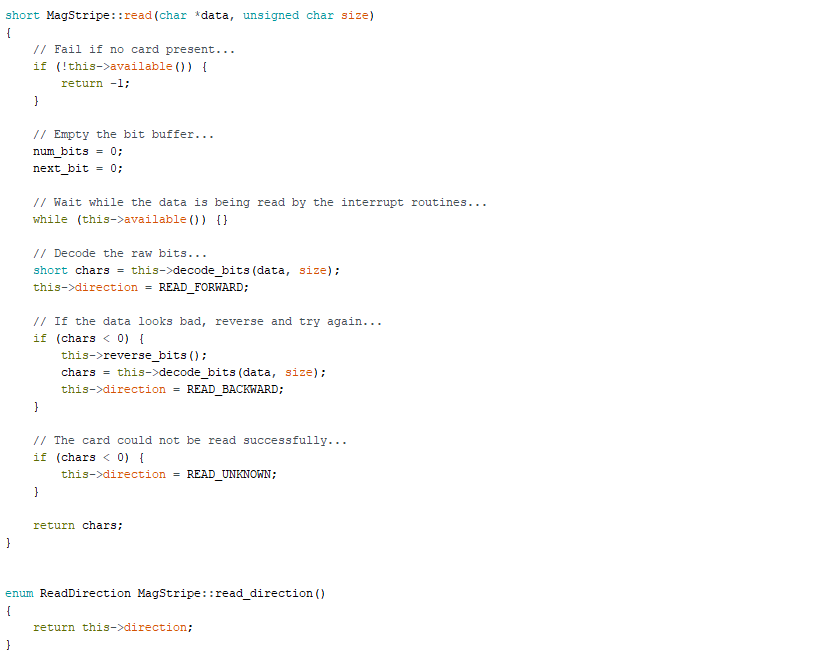 short MagStripe::read(char *data, unsigned char size)
{
    // Fail if no card present...
    if (!this->available()) {
        return -1;
    }

    // Empty the bit buffer...
    num_bits = 0;
    next_bit = 0;

    // Wait while the data is being read by the interrupt routines...
    while (this->available()) {}

    // Decode the raw bits...
    short chars = this->decode_bits(data, size);
    this->direction = READ_FORWARD;

    // If the data looks bad, reverse and try again...
    if (chars < 0) {
        this->reverse_bits();
        chars = this->decode_bits(data, size);
        this->direction = READ_BACKWARD;
    }

    // The card could not be read successfully...
    if (chars < 0) {
        this->direction = READ_UNKNOWN;
    }

    return chars;
}


enum ReadDirection MagStripe::read_direction()
{
    return this->direction;
}